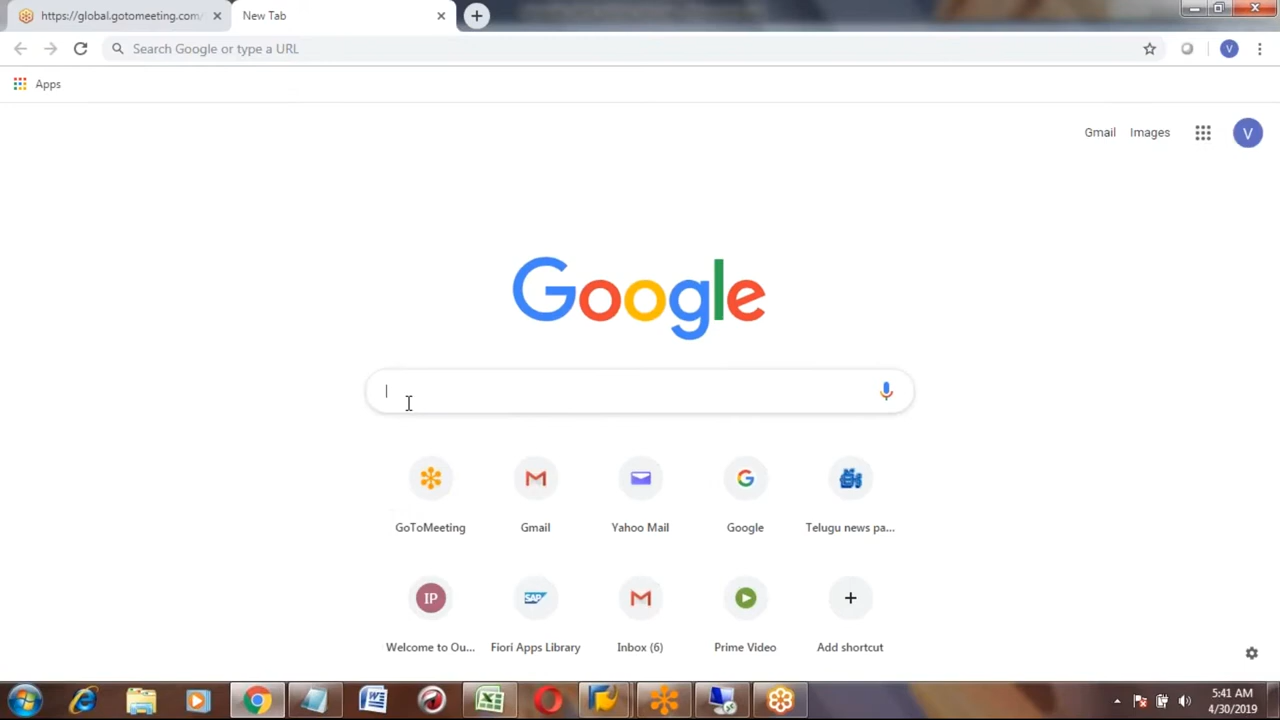 https://global.gotomeeting.com/
New Tab
Search Google or type a URL
V
Apps
Gmail
Images
V
Google
GoToMeeting
Gmail
Yahoo Mail
Google
Telugu news pa...
IP
SAP
Welcome to Ou...
Fiori Apps Library
Inbox (6)
Prime Video
Add shortcut
5:41 AM
4/30/2019